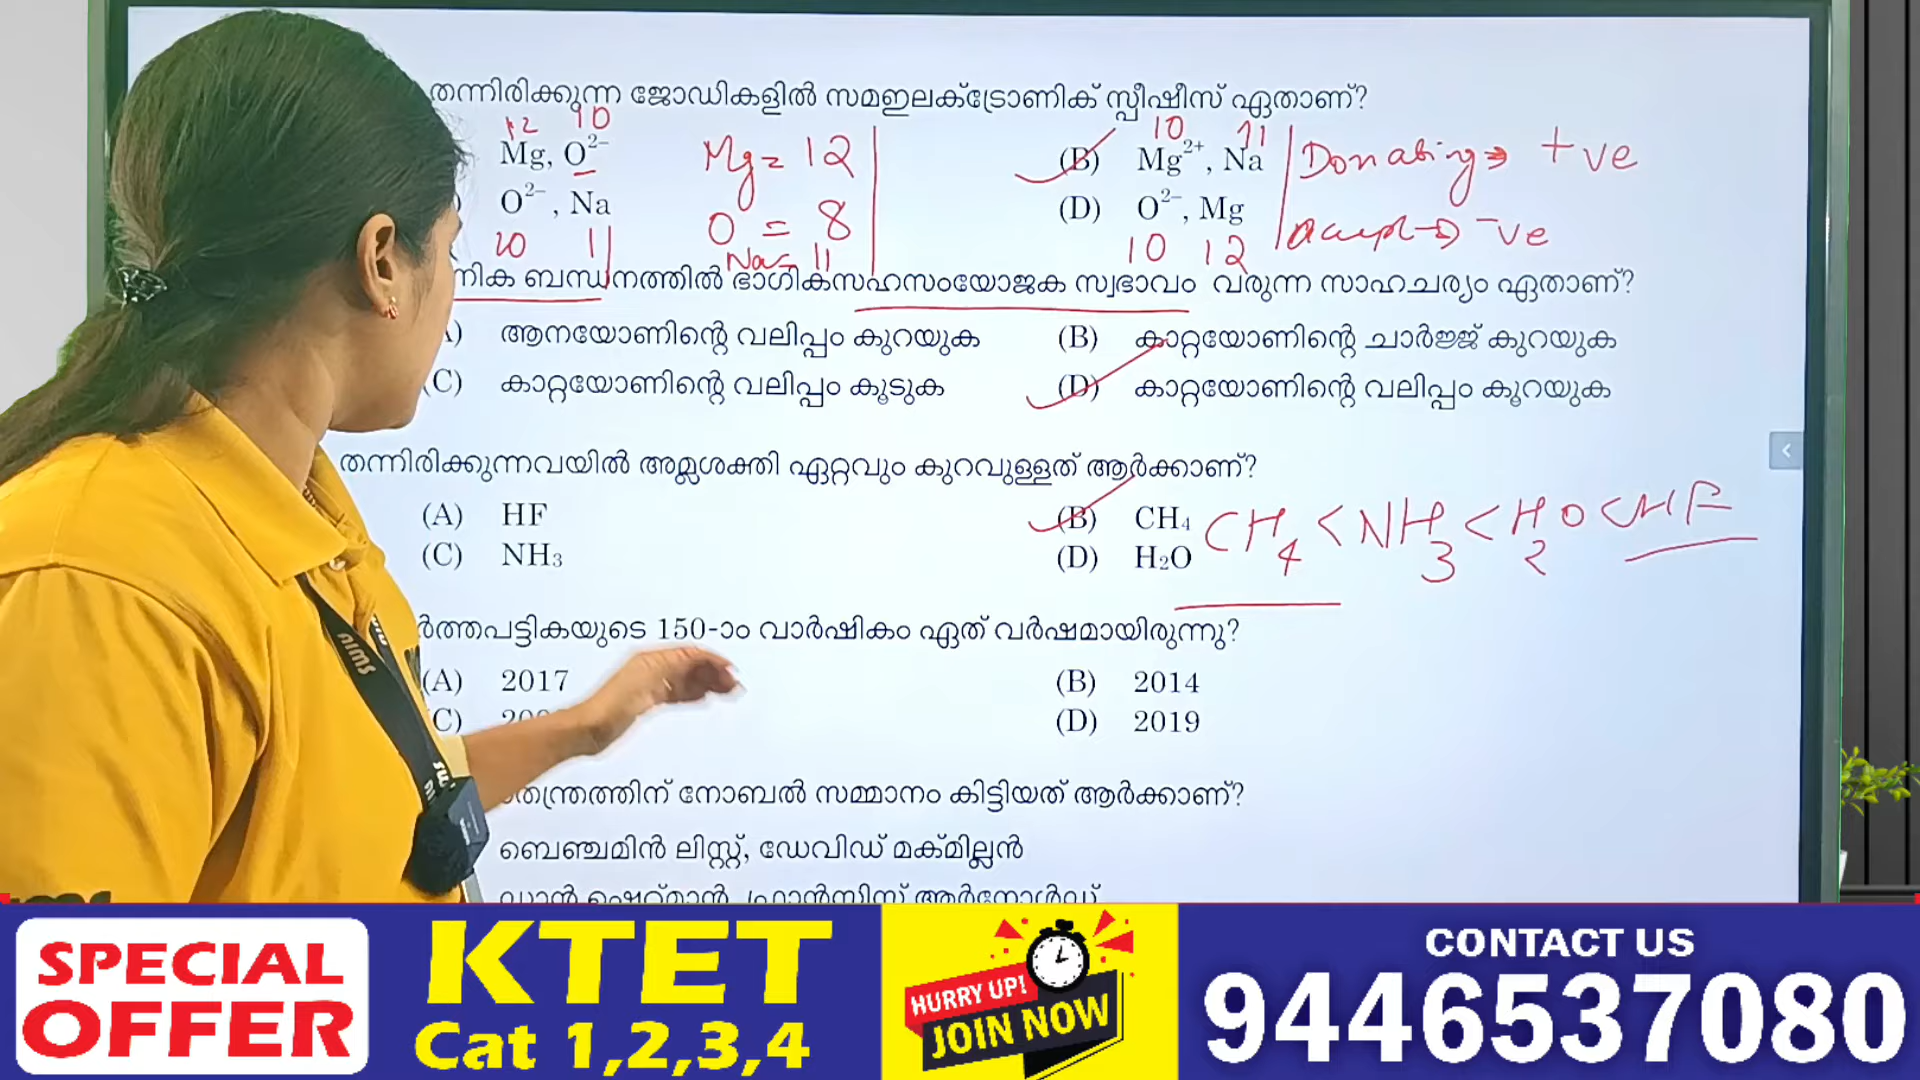 തന്നിരിക്കുന്ന ജോഡികളിൽ സമഇലക്ട്രോണിക് സ്പീഷീസ് ഏതാണ്?
12 10
Mg, O²⁻
Mg = 12
10 11
(B) Mg²⁺, Na
Donating → +ve
O²⁻, Na
O = 8
(D) O²⁻, Mg
→ -ve
10 11
Na = 11
10 12
നിക ബന്ധനത്തിൽ ഭാഗികസഹസംയോജക സ്വഭാവം വരുന്ന സാഹചര്യം ഏതാണ്?
ആനയോണിന്റെ വലിപ്പം കുറയുക
(B) കാറ്റയോണിന്റെ ചാർജ്ജ് കുറയുക
(C) കാറ്റയോണിന്റെ വലിപ്പം കൂടുക
(D) കാറ്റയോണിന്റെ വലിപ്പം കുറയുക
തന്നിരിക്കുന്നവയിൽ അമ്ലശക്തി ഏറ്റവും കുറവുള്ളത് ആർക്കാണ്?
(A) HF
(B) CH₄
CH₄ < NH₃ < H₂O < HF
(C) NH₃
(D) H₂O
ർത്തപട്ടികയുടെ 150-ാം വാർഷികം ഏത് വർഷമായിരുന്നു?
(A) 2017
(B) 2014
(D) 2019
തന്ത്രത്തിന് നോബൽ സമ്മാനം കിട്ടിയത് ആർക്കാണ്?
ബെഞ്ചമിൻ ലിസ്റ്റ്, ഡേവിഡ് മക്മില്ലൻ
AIMS
SPECIAL
OFFER
KTET
Cat 1,2,3,4
HURRY UP!
JOIN NOW
CONTACT US
9446537080